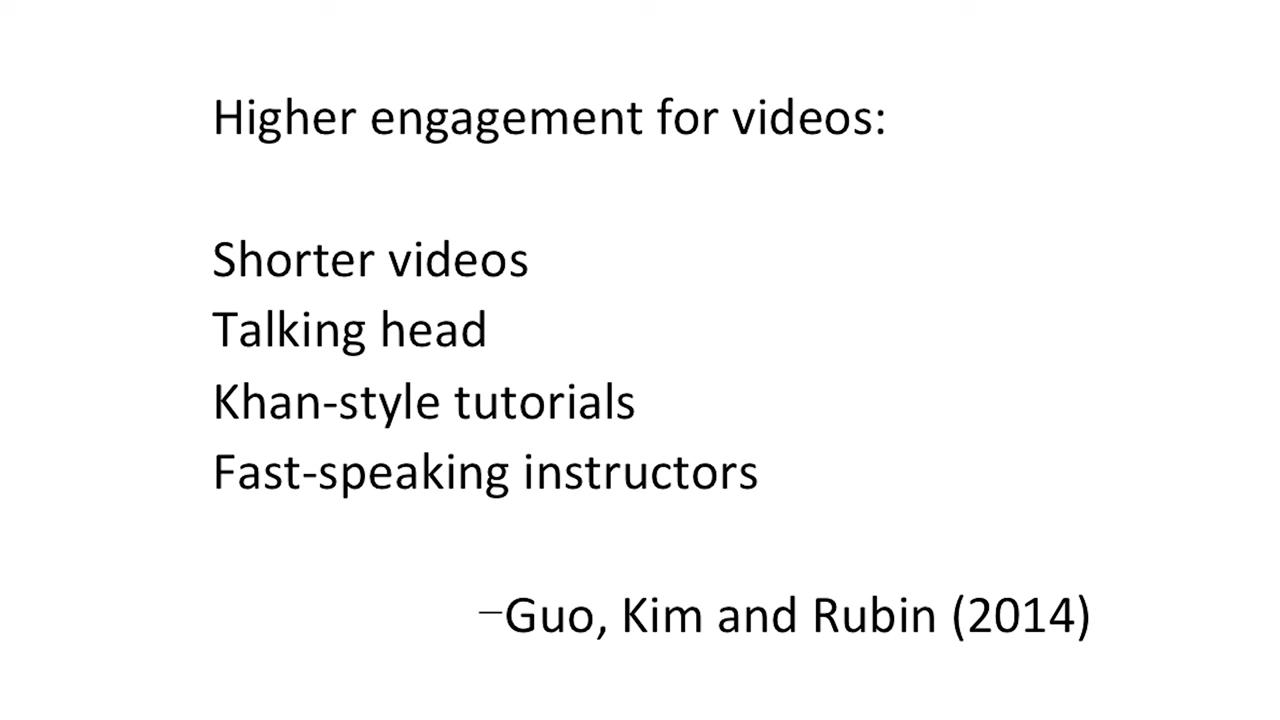 Higher engagement for videos:
Shorter videos
Talking head
Khan-style tutorials
Fast-speaking instructors
–Guo, Kim and Rubin (2014)